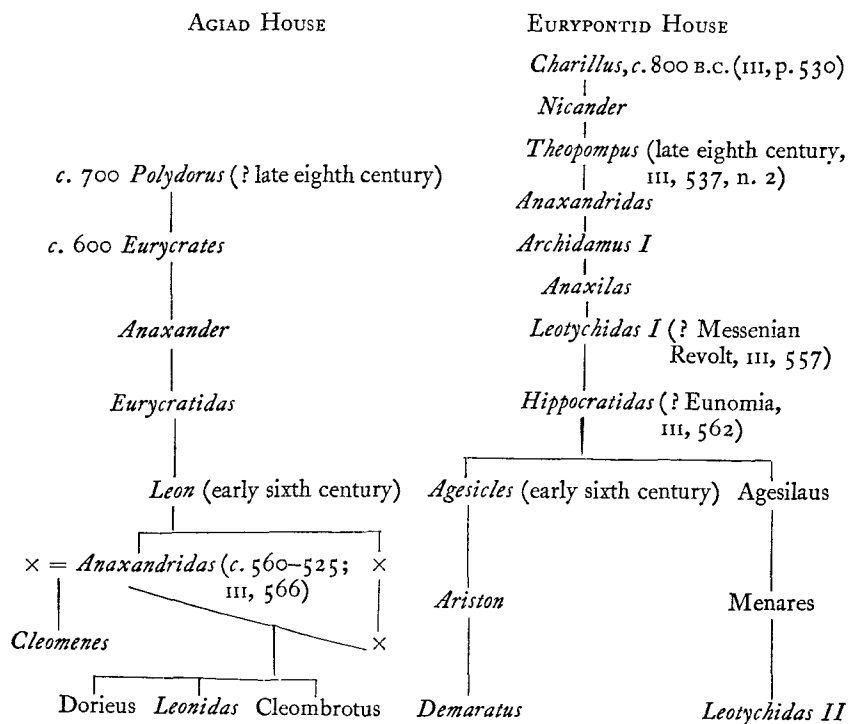 AGIAD HOUSE
c. 700 Polydorus (? late eighth century)
c. 600 Eurycrates
Anaxander
Eurycratidas
Leon (early sixth century)
× = Anaxandridas (c. 560–525; ×
III, 566)
Cleomenes ×
Dorieus Leonidas Cleombrotus
EURYPONTID HOUSE
Charillus, c. 800 B.C. (III, p. 530)
Nicander
Theopompus (late eighth century,
III, 537, n. 2)
Anaxandridas
Archidamus I
Anaxilas
Leotychidas I (? Messenian
Revolt, III, 557)
Hippocratidas (? Eunomia,
III, 562)
Agesicles (early sixth century) Agesilaus
Ariston Menares
Demaratus Leotychidas II